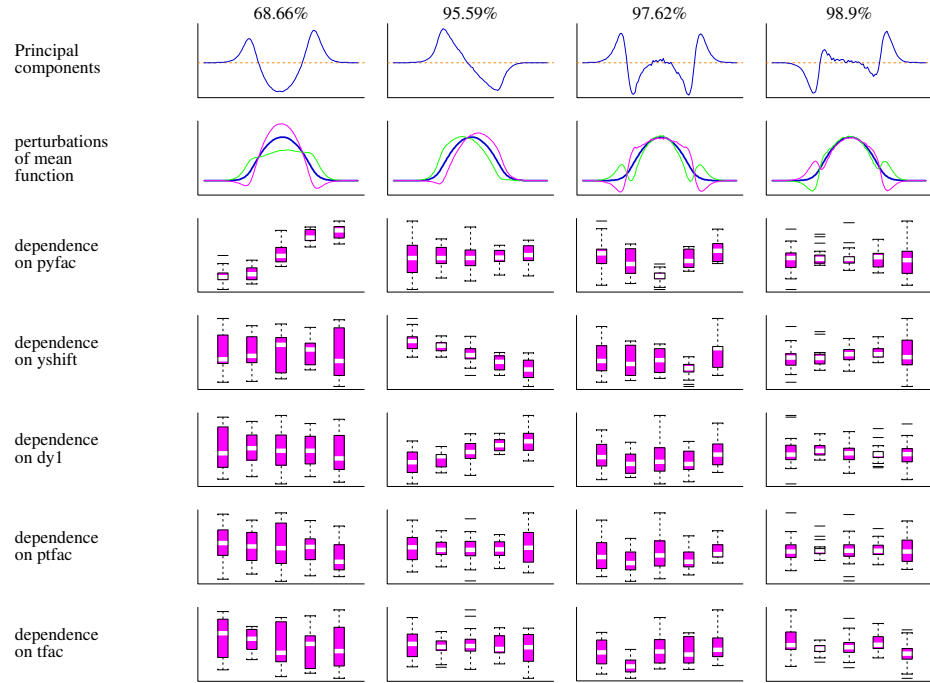 68.66% 95.59% 97.62% 98.9%
Principal
components
perturbations
of mean
function
dependence
on pyfac
dependence
on yshift
dependence
on dy1
dependence
on ptfac
dependence
on tfac